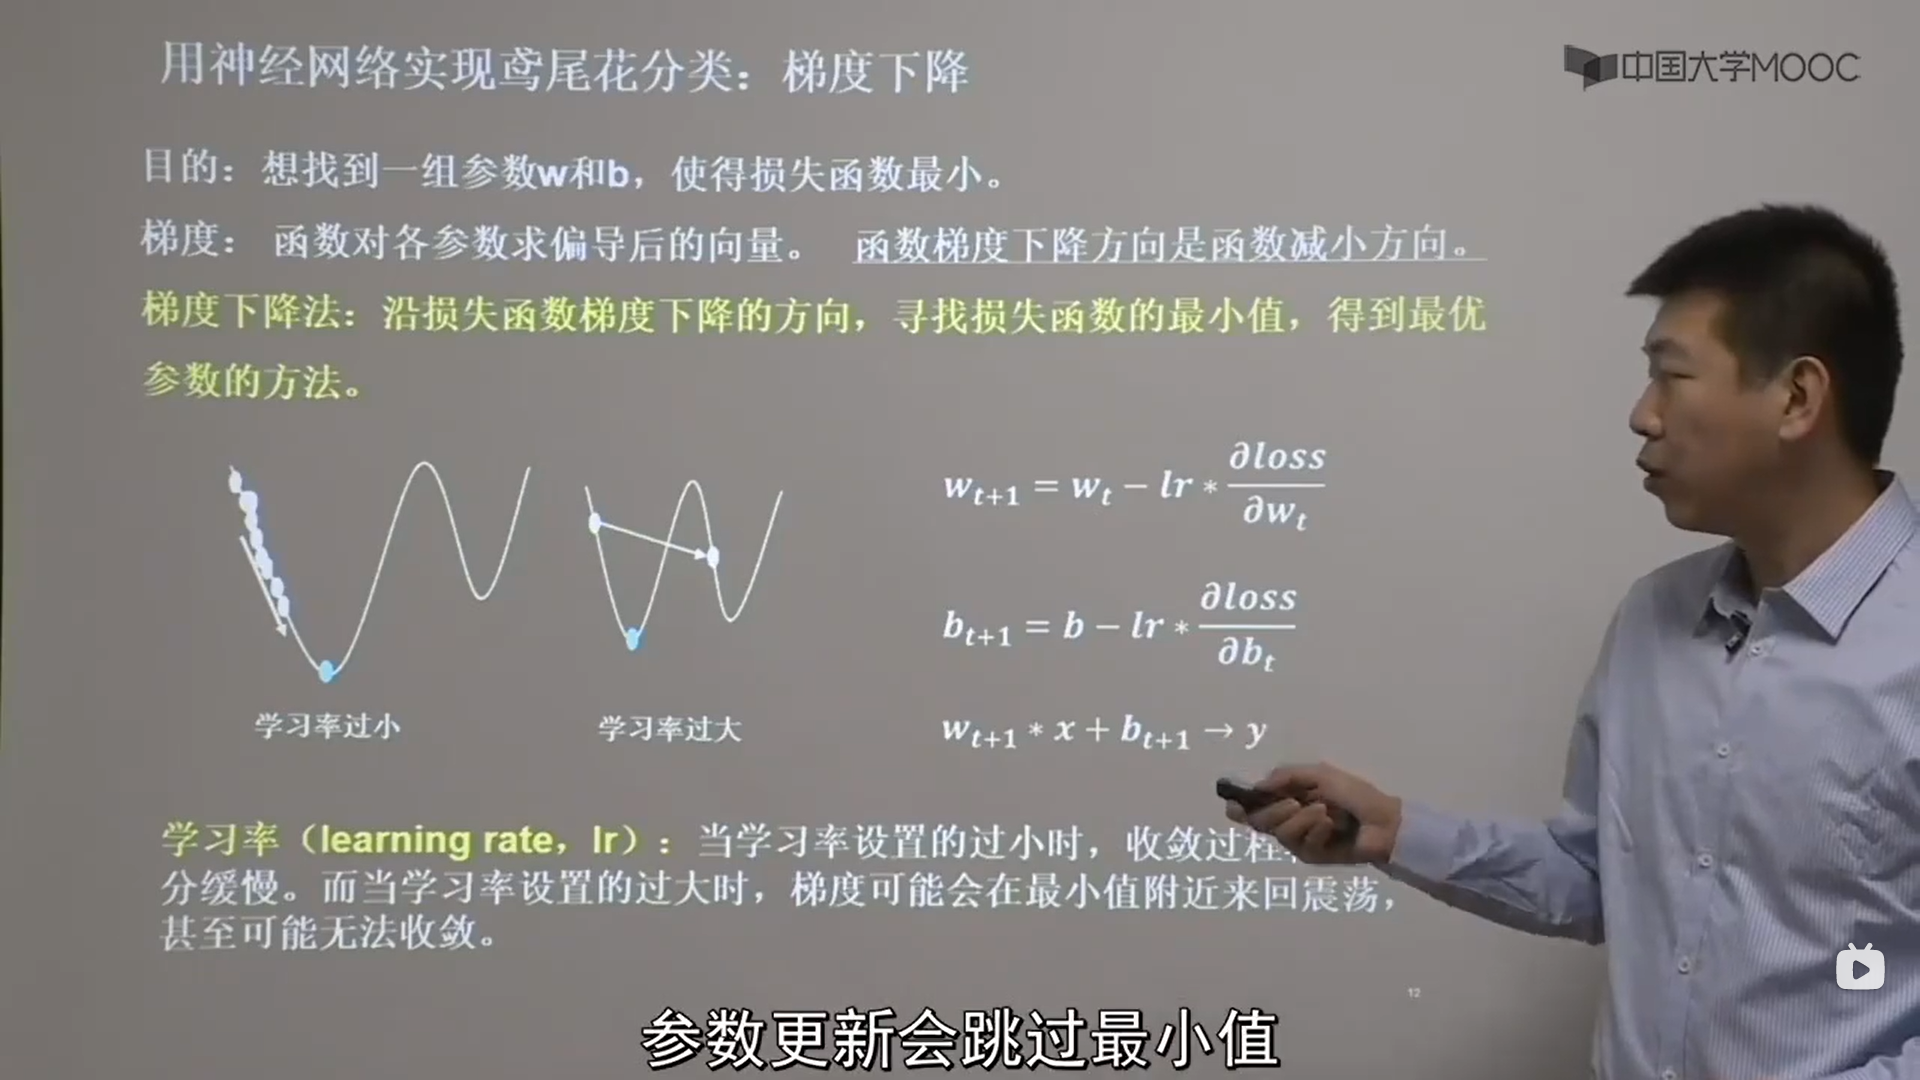 用神经网络实现鸢尾花分类：梯度下降
中国大学MOOC
目的：想找到一组参数w和b，使得损失函数最小。
梯度：函数对各参数求偏导后的向量。 函数梯度下降方向是函数减小方向。
梯度下降法：沿损失函数梯度下降的方向，寻找损失函数的最小值，得到最优
参数的方法。
学习率过小
学习率过大
w_{t+1} = w_t − lr * ∂loss/∂w_t
b_{t+1} = b − lr * ∂loss/∂b_t
w_{t+1} * x + b_{t+1} → y
学习率（learning rate，lr）：当学习率设置的过小时，收敛过程
分缓慢。而当学习率设置的过大时，梯度可能会在最小值附近来回震荡，
甚至可能无法收敛。
12
参数更新会跳过最小值